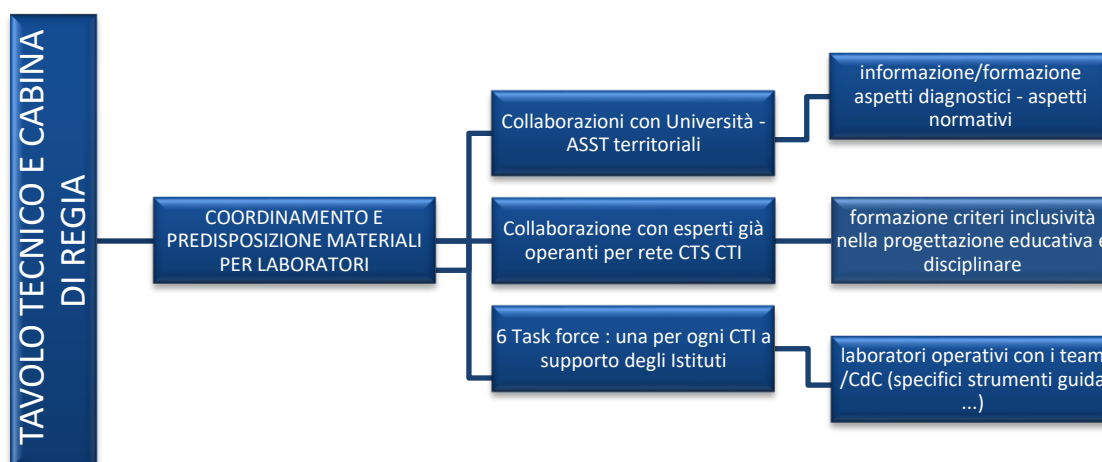 TAVOLO TECNICO E CABINA
DI REGIA
COORDINAMENTO E
PREDISPOSIZIONE MATERIALI
PER LABORATORI
Collaborazioni con Università -
ASST territoriali
informazione/formazione
aspetti diagnostici - aspetti
normativi
Collaborazione con esperti già
operanti per rete CTS CTI
formazione criteri inclusività
nella progettazione educativa e
disciplinare
6 Task force : una per ogni CTI a
supporto degli Istituti
laboratori operativi con i team
/CdC (specifici strumenti guida
...)